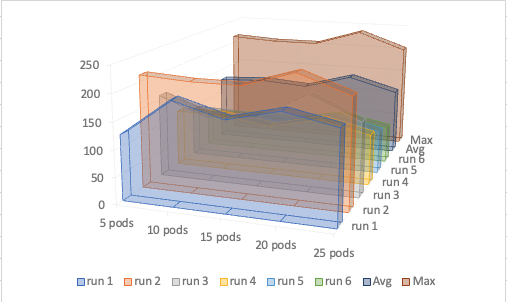 250
200
150
100
50
0
5 pods
10 pods
15 pods
20 pods
25 pods
Max
Avg
run 6
run 5
run 4
run 3
run 2
run 1
run 1 run 2 run 3 run 4 run 5 run 6 Avg Max